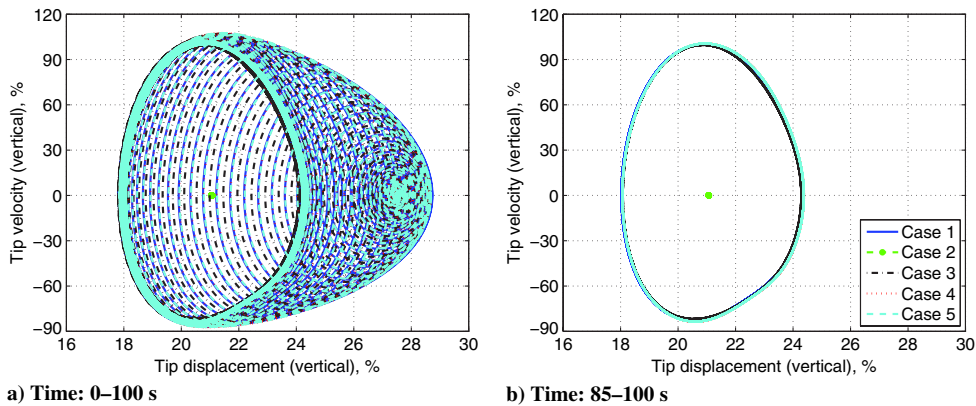 120
90
60
30
0
−30
−60
−90
Tip velocity (vertical), %
16 18 20 22 24 26 28 30
Tip displacement (vertical), %
a) Time: 0–100 s
120
90
60
30
0
−30
−60
−90
Tip velocity (vertical), %
Case 1
Case 2
Case 3
Case 4
Case 5
16 18 20 22 24 26 28 30
Tip displacement (vertical), %
b) Time: 85–100 s